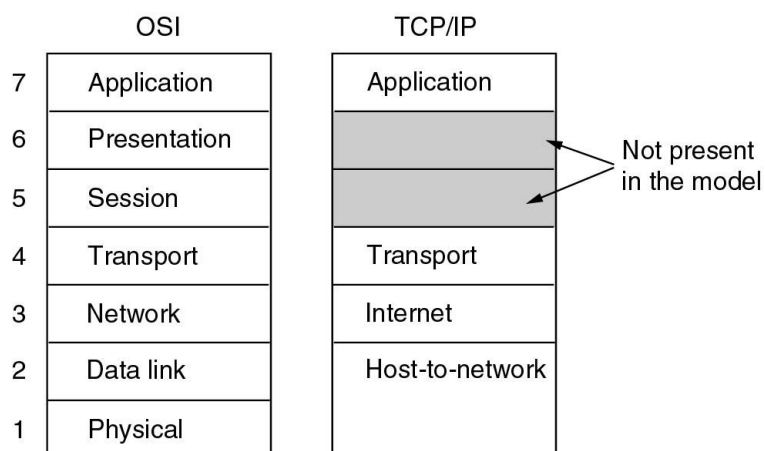 OSI
TCP/IP
7
Application
Application
6
Presentation
Not present
in the model
5
Session
4
Transport
Transport
3
Network
Internet
2
Data link
Host-to-network
1
Physical